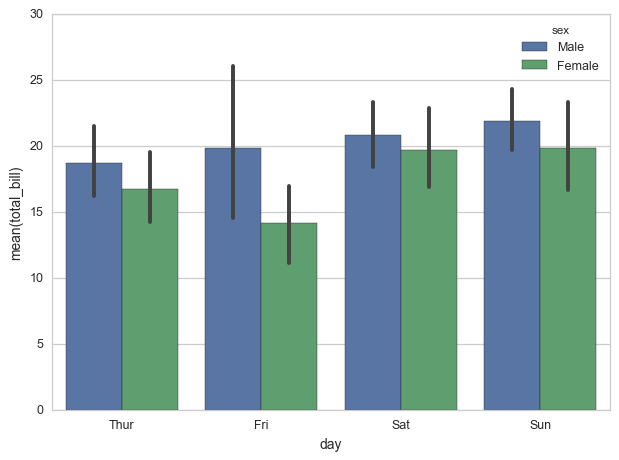 30
25
20
15
10
5
0
mean(total_bill)
sex
Male
Female
Thur Fri Sat Sun
day